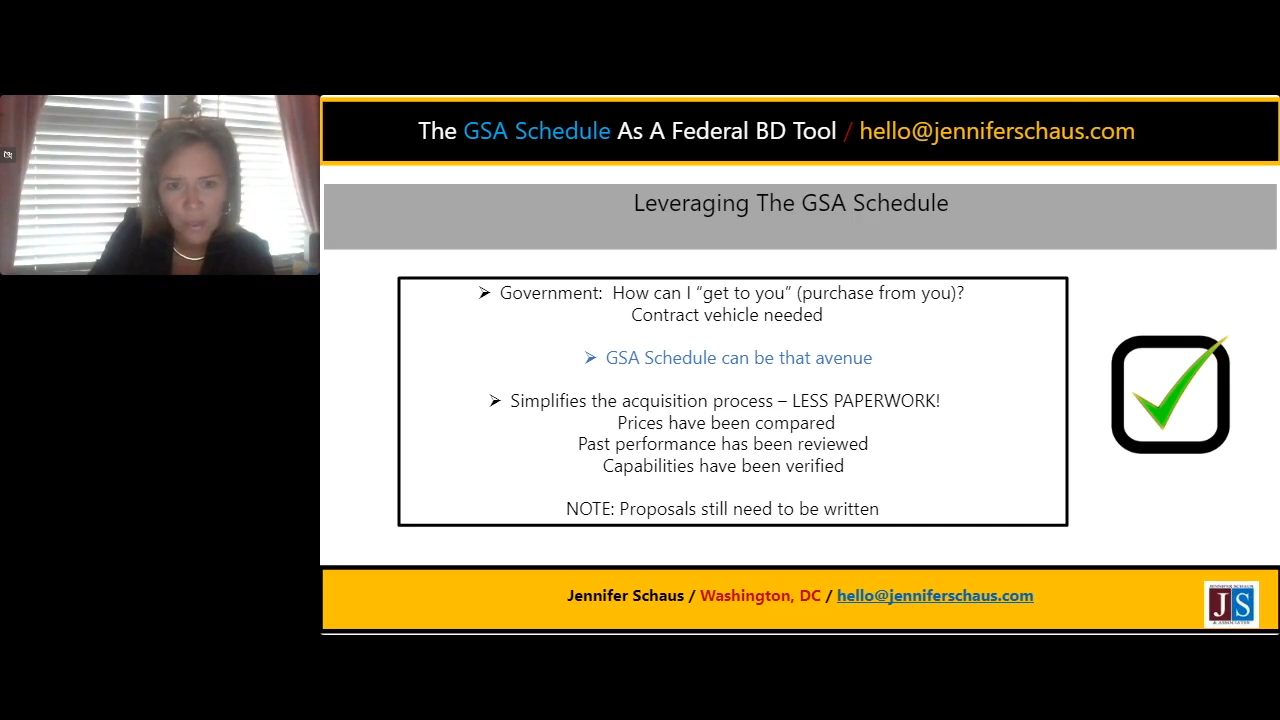 The GSA Schedule As A Federal BD Tool / hello@jenniferschaus.com
Leveraging The GSA Schedule
➢ Government: How can I “get to you” (purchase from you)?
Contract vehicle needed
➢ GSA Schedule can be that avenue
➢ Simplifies the acquisition process – LESS PAPERWORK!
Prices have been compared
Past performance has been reviewed
Capabilities have been verified
NOTE: Proposals still need to be written
Jennifer Schaus / Washington, DC / hello@jenniferschaus.com
JENNIFER SCHAUS
JS
& ASSOCIATES